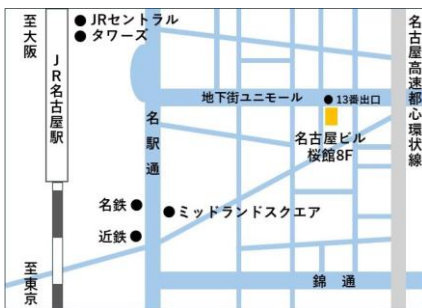 至大阪
JR名古屋駅
至東京
JRセントラル
タワーズ
名駅通
地下街ユニモール
13番出口
名古屋ビル
桜館8F
名古屋高速都心環状線
名鉄
ミッドランドスクエア
近鉄
錦通